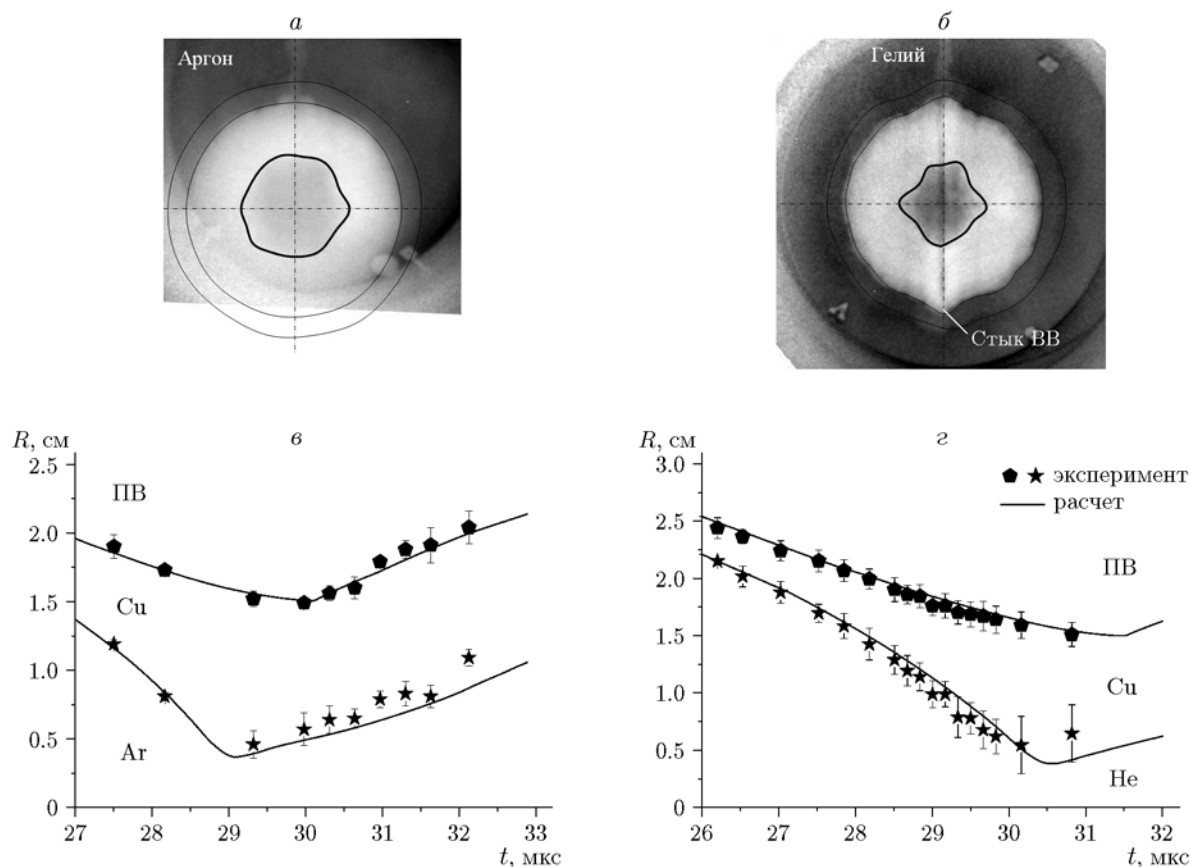 а
б
Аргон
Гелий
Стык ВВ
в
г
R, см
2.5
2.0
1.5
1.0
0.5
0
ПВ
Cu
Ar
27 28 29 30 31 32 33
t, мкс
R, см
3.0
2.5
2.0
1.5
1.0
0.5
0
эксперимент
расчет
ПВ
Cu
He
26 27 28 29 30 31 32
t, мкс